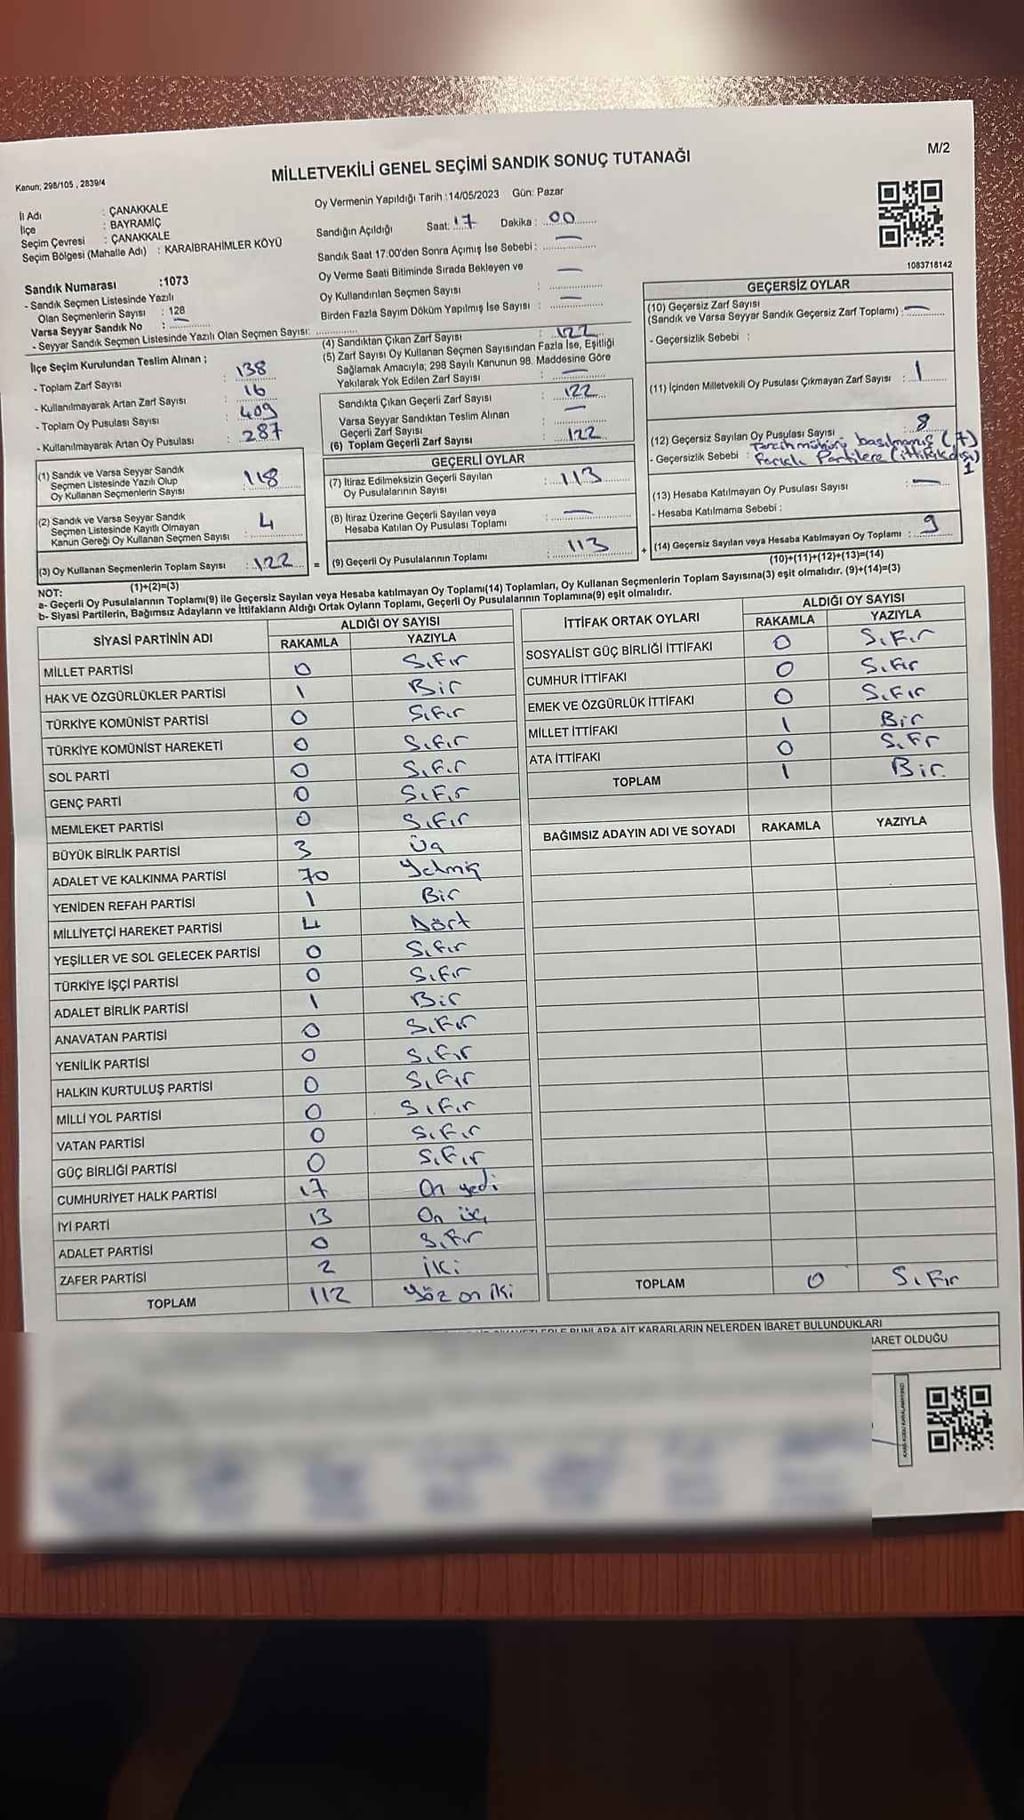 M/2
MİLLETVEKİLİ GENEL SEÇİMİ SANDIK SONUÇ TUTANAĞI
Kanun; 298/105 , 2839/4
İl Adı : ÇANAKKALE
İlçe : BAYRAMİÇ
Seçim Çevresi : ÇANAKKALE
Seçim Bölgesi (Mahalle Adı) : KARAİBRAHİMLER KÖYÜ
Sandık Numarası :1073
- Sandık Seçmen Listesinde Yazılı
Olan Seçmenlerin Sayısı : 128
Varsa Seyyar Sandık No : —
- Seyyar Sandık Seçmen Listesinde Yazılı Olan Seçmen Sayısı:
Oy Vermenin Yapıldığı Tarih :14/05/2023 Gün: Pazar
Sandığın Açıldığı Saat: 17 Dakika : 00
Sandık Saat 17:00'den Sonra Açımış İse Sebebi : —
Oy Verme Saati Bitiminde Sırada Bekleyen ve
Oy Kullandırılan Seçmen Sayısı : —
Birden Fazla Sayım Döküm Yapılmış İse Sayısı : —
1083718142
İlçe Seçim Kurulundan Teslim Alınan ;
- Toplam Zarf Sayısı : 138
- Kullanılmayarak Artan Zarf Sayısı : 16
- Toplam Oy Pusulası Sayısı : 409
- Kullanılmayarak Artan Oy Pusulası : 287
(4) Sandıktan Çıkan Zarf Sayısı : 122
(5) Zarf Sayısı Oy Kullanan Seçmen Sayısından Fazla İse, Eşitliği
Sağlamak Amacıyla; 298 Sayılı Kanunun 98. Maddesine Göre
Yakılarak Yok Edilen Zarf Sayısı : —
Sandıkta Çıkan Geçerli Zarf Sayısı : 122
Varsa Seyyar Sandıktan Teslim Alınan
Geçerli Zarf Sayısı : —
(6) Toplam Geçerli Zarf Sayısı : 122
GEÇERSİZ OYLAR
(10) Geçersiz Zarf Sayısı
(Sandık ve Varsa Seyyar Sandık Geçersiz Zarf Toplamı) : —
- Geçersizlik Sebebi :
(11) İçinden Milletvekili Oy Pusulası Çıkmayan Zarf Sayısı : 1
(12) Geçersiz Sayılan Oy Pusulası Sayısı : 8
- Geçersizlik Sebebi : Tercih mührü basılmamış (7)
Farklı Partilere (ittifak dışı) 1
(13) Hesaba Katılmayan Oy Pusulası Sayısı : —
- Hesaba Katılmama Sebebi :
(14) Geçersiz Sayılan veya Hesaba Katılmayan Oy Toplamı : 9
(10)+(11)+(12)+(13)=(14)
(1) Sandık ve Varsa Seyyar Sandık
Seçmen Listesinde Yazılı Olup
Oy Kullanan Seçmenlerin Sayısı : 118
(2) Sandık ve Varsa Seyyar Sandık
Seçmen Listesinde Kayıtlı Olmayan
Kanun Gereği Oy Kullanan Seçmen Sayısı : 4
(3) Oy Kullanan Seçmenlerin Toplam Sayısı : 122
(1)+(2)=(3)
=
GEÇERLİ OYLAR
(7) İtiraz Edilmeksizin Geçerli Sayılan
Oy Pusulalarının Sayısı : 113
(8) İtiraz Üzerine Geçerli Sayılan veya
Hesaba Katılan Oy Pusulası Toplamı : —
(9) Geçerli Oy Pusulalarının Toplamı : 113
+
NOT:
a- Geçerli Oy Pusulalarının Toplamı(9) ile Geçersiz Sayılan veya Hesaba katılmayan Oy Toplamı(14) Toplamları, Oy Kullanan Seçmenlerin Toplam Sayısına(3) eşit olmalıdır. (9)+(14)=(3)
b- Siyasi Partilerin, Bağımsız Adayların ve İttifakların Aldığı Ortak Oyların Toplamı, Geçerli Oy Pusulalarının Toplamına(9) eşit olmalıdır.
SİYASİ PARTİNİN ADI ALDIĞI OY SAYISI
RAKAMLA YAZIYLA
MİLLET PARTİSİ 0 Sıfır
HAK VE ÖZGÜRLÜKLER PARTİSİ 1 Bir
TÜRKİYE KOMÜNİST PARTİSİ 0 Sıfır
TÜRKİYE KOMÜNİST HAREKETİ 0 Sıfır
SOL PARTİ 0 Sıfır
GENÇ PARTİ 0 Sıfır
MEMLEKET PARTİSİ 0 Sıfır
BÜYÜK BİRLİK PARTİSİ 3 Üç
ADALET VE KALKINMA PARTİSİ 70 Yetmiş
YENİDEN REFAH PARTİSİ 1 Bir
MİLLİYETÇİ HAREKET PARTİSİ 4 Dört
YEŞİLLER VE SOL GELECEK PARTİSİ 0 Sıfır
TÜRKİYE İŞÇİ PARTİSİ 0 Sıfır
ADALET BİRLİK PARTİSİ 1 Bir
ANAVATAN PARTİSİ 0 Sıfır
YENİLİK PARTİSİ 0 Sıfır
HALKIN KURTULUŞ PARTİSİ 0 Sıfır
MİLLİ YOL PARTİSİ 0 Sıfır
VATAN PARTİSİ 0 Sıfır
GÜÇ BİRLİĞİ PARTİSİ 0 Sıfır
CUMHURİYET HALK PARTİSİ 17 On yedi
İYİ PARTİ 13 On üç
ADALET PARTİSİ 0 Sıfır
ZAFER PARTİSİ 2 İki
TOPLAM 112 Yüz on iki
İTTİFAK ORTAK OYLARI ALDIĞI OY SAYISI
RAKAMLA YAZIYLA
SOSYALİST GÜÇ BİRLİĞİ İTTİFAKI 0 Sıfır
CUMHUR İTTİFAKI 0 Sıfır
EMEK VE ÖZGÜRLÜK İTTİFAKI 0 Sıfır
MİLLET İTTİFAKI 1 Bir
ATA İTTİFAKI 0 Sıfr
TOPLAM 1 Bir
BAĞIMSIZ ADAYIN ADI VE SOYADI RAKAMLA YAZIYLA
TOPLAM 0 Sıfır
BUNLARA AİT KARARLARIN NELERDEN İBARET BULUNDUKLARI
İBARET OLDUĞU